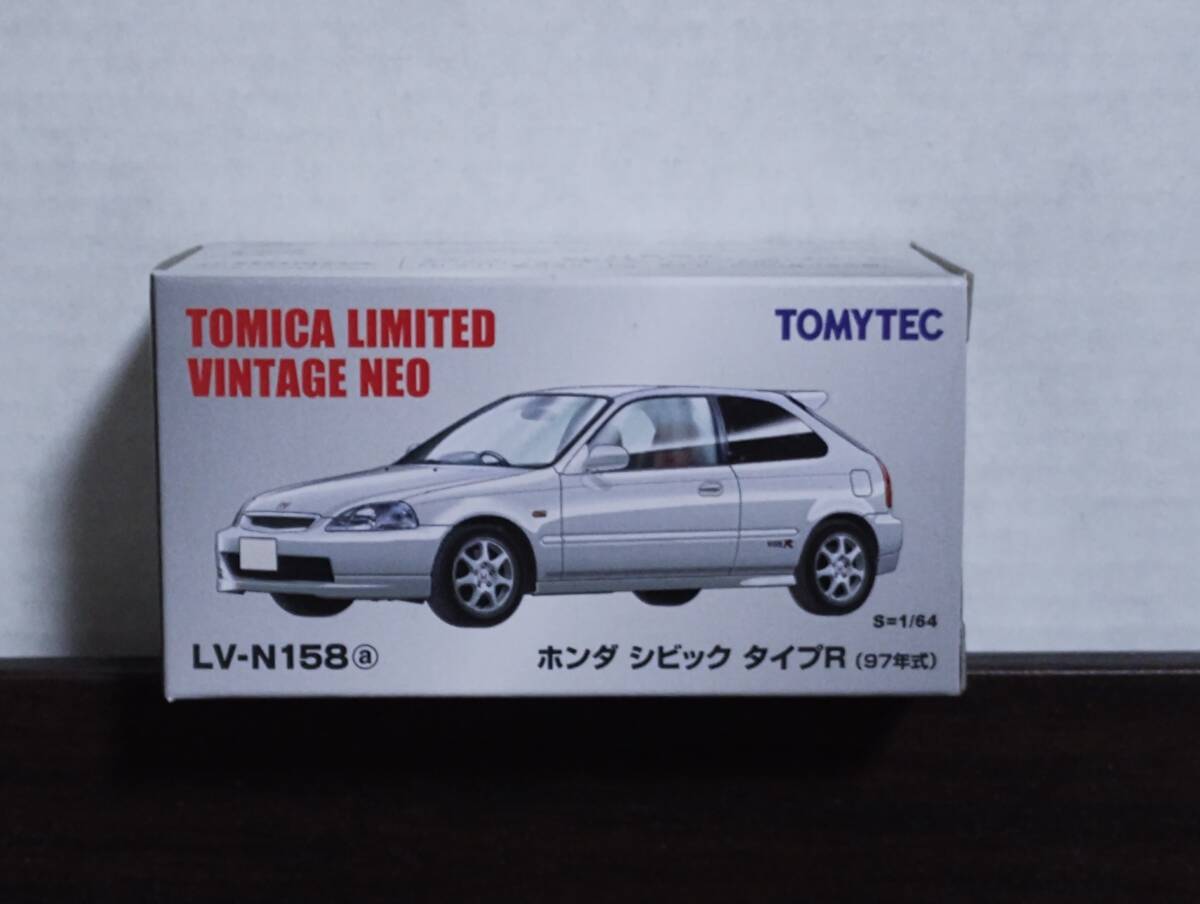 TOMICA LIMITED
VINTAGE NEO
TOMYTEC
TYPE R
S=1/64
LV-N158ⓐ
ホンダ シビック タイプR (97年式)